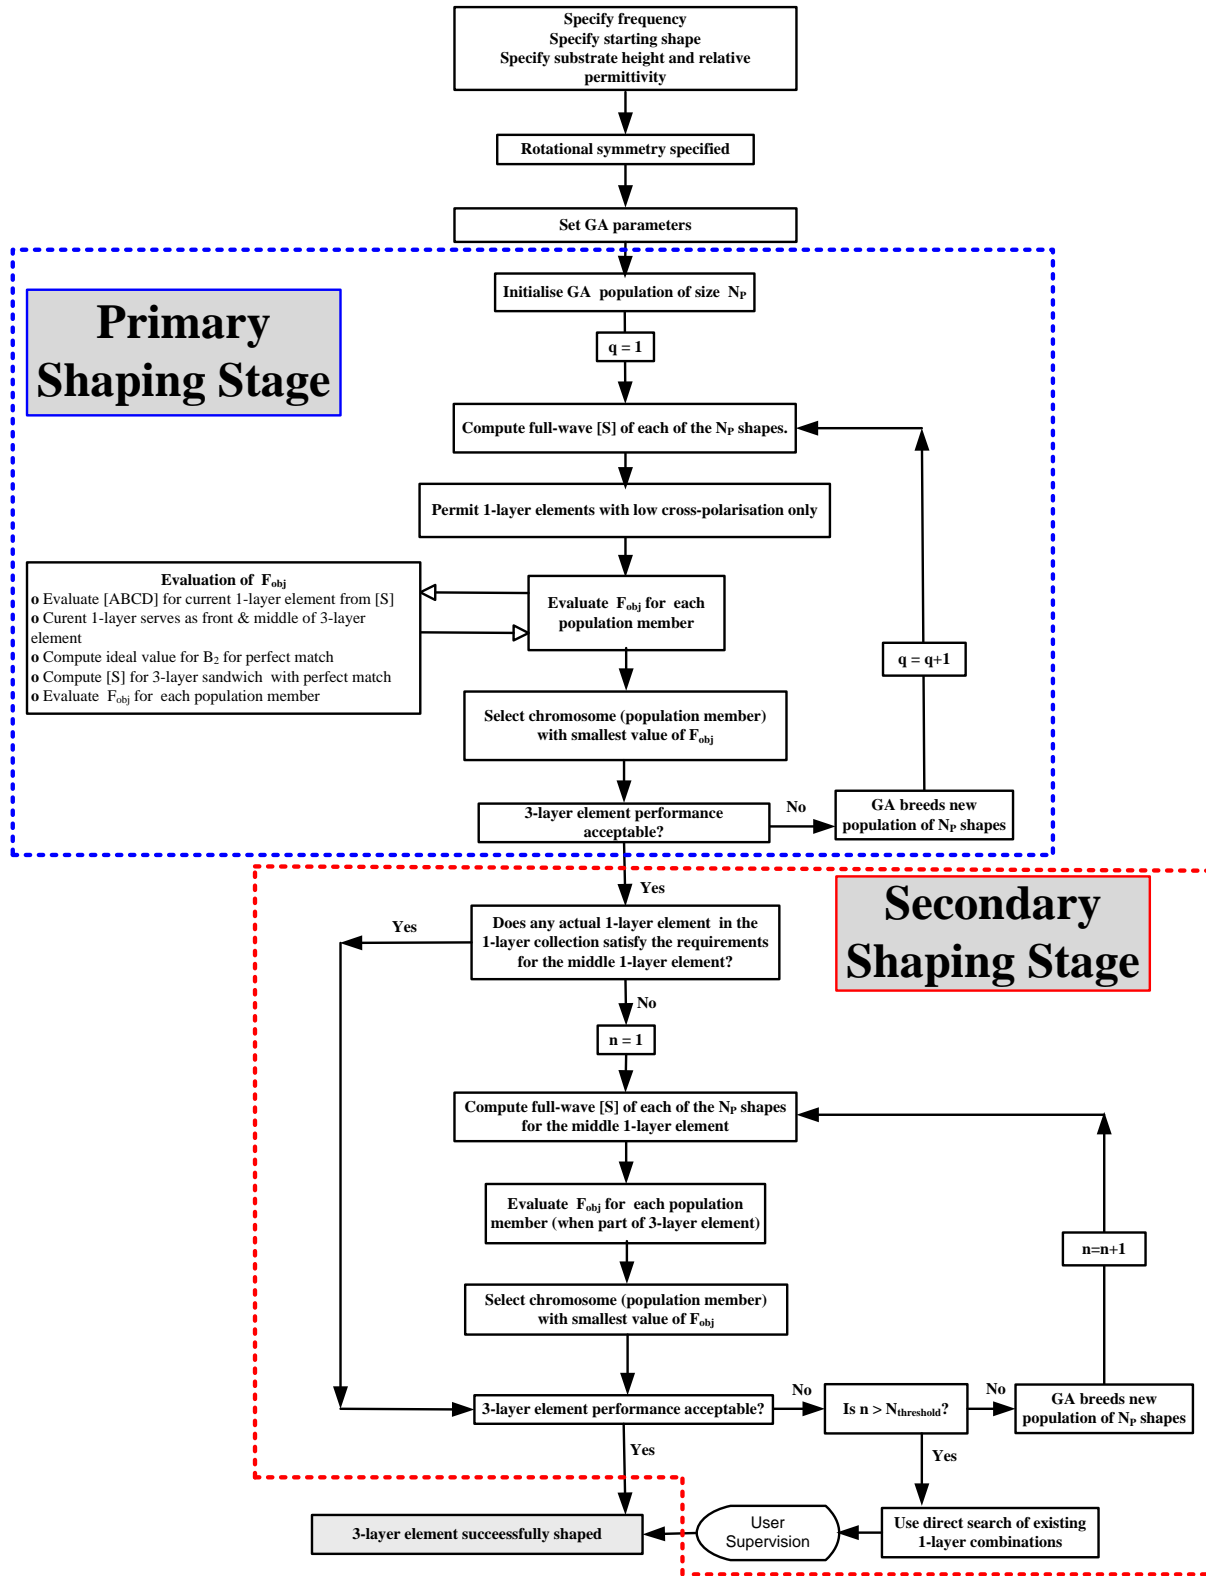 Specify frequency
Specify starting shape
Specify substrate height and relative
permittivity
Rotational symmetry specified
Set GA parameters
Primary
Shaping Stage
Initialise GA population of size NP
q = 1
Compute full-wave [S] of each of the NP shapes.
Permit 1-layer elements with low cross-polarisation only
Evaluation of Fobj
o Evaluate [ABCD] for current 1-layer element from [S]
o Curent 1-layer serves as front & middle of 3-layer
element
o Compute ideal value for B2 for perfect match
o Compute [S] for 3-layer sandwich with perfect match
o Evaluate Fobj for each population member
Evaluate Fobj for each
population member
q = q+1
Select chromosome (population member)
with smallest value of Fobj
3-layer element performance
acceptable?
No
GA breeds new
population of NP shapes
Yes
Secondary
Shaping Stage
Does any actual 1-layer element in the
1-layer collection satisfy the requirements
for the middle 1-layer element?
Yes
No
n = 1
Compute full-wave [S] of each of the NP shapes
for the middle 1-layer element
Evaluate Fobj for each population
member (when part of 3-layer element)
n=n+1
Select chromosome (population member)
with smallest value of Fobj
3-layer element performance acceptable?
No
Is n > Nthreshold?
No
GA breeds new
population of NP shapes
Yes
Yes
3-layer element succeessfully shaped
User
Supervision
Use direct search of existing
1-layer combinations